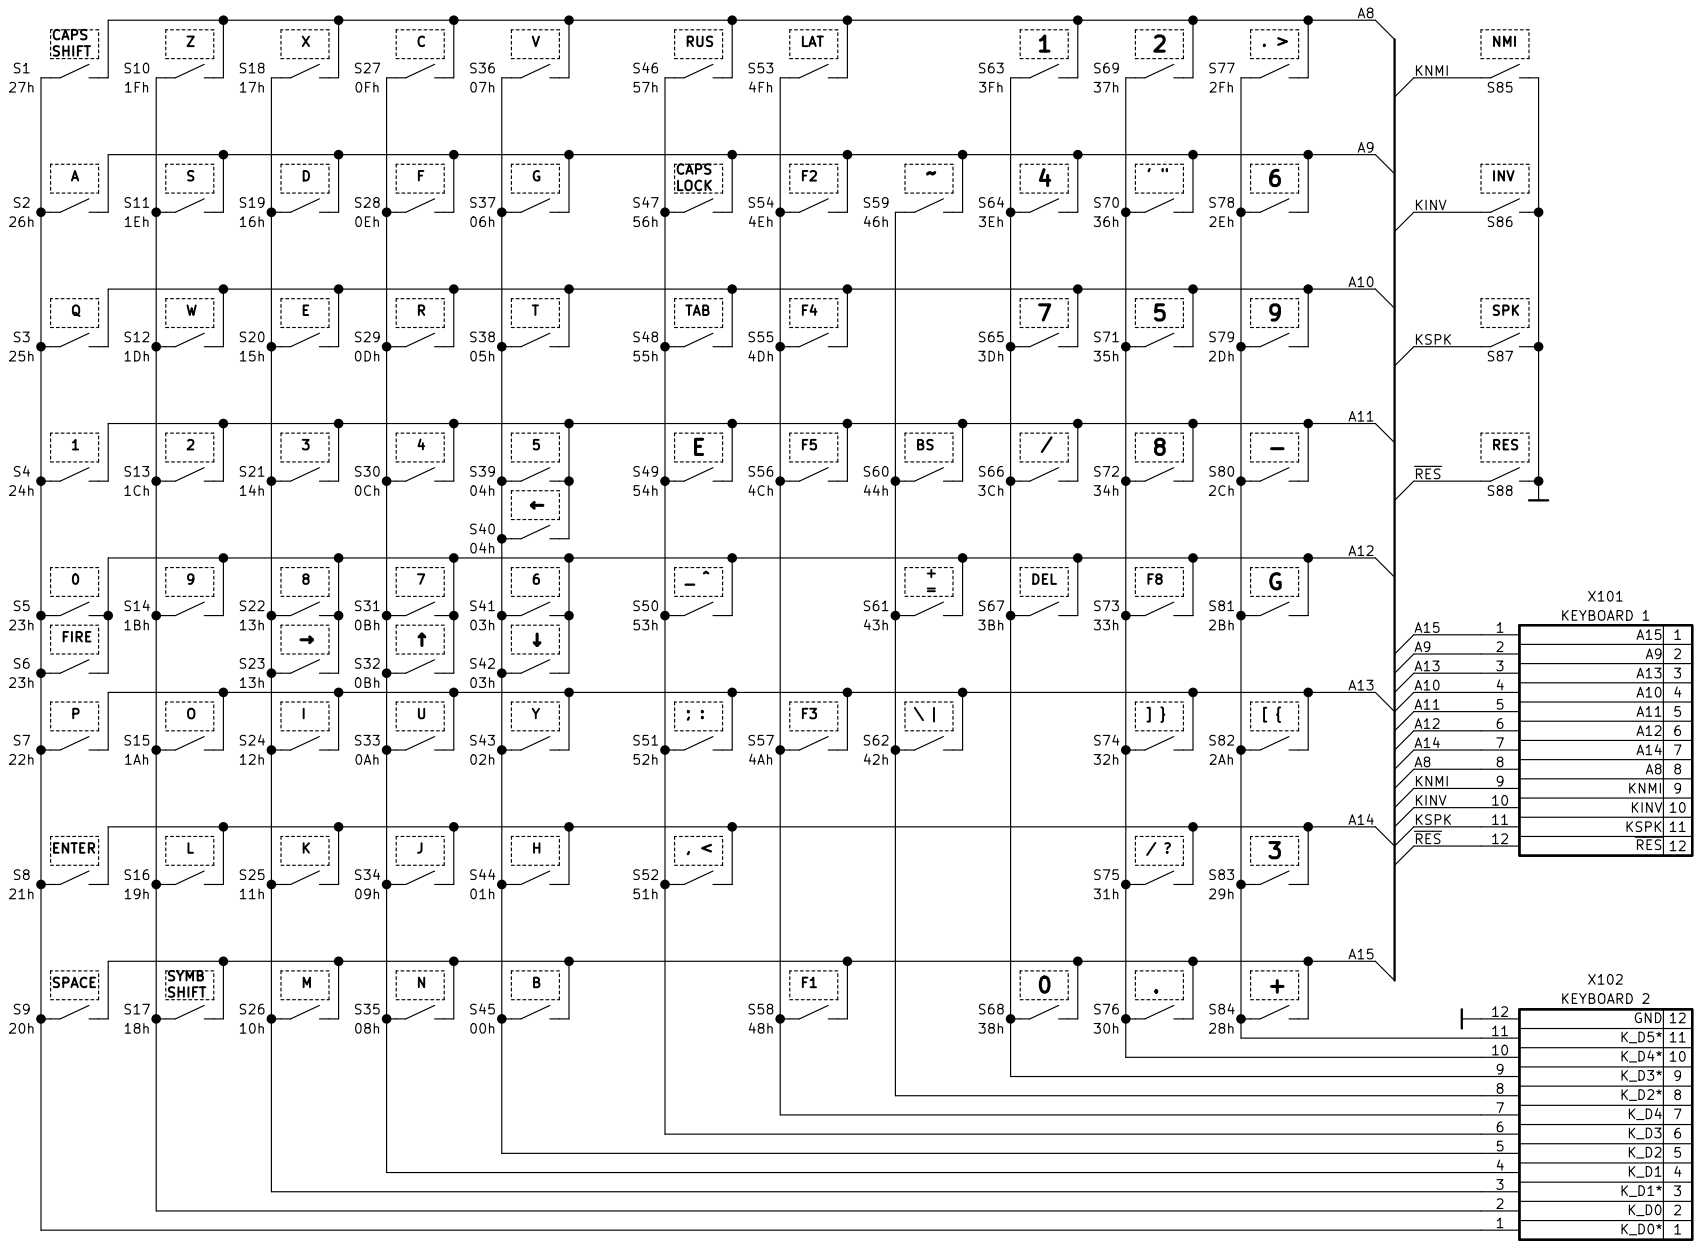 A8
CAPS SHIFT Z X C V RUS LAT 1 2 . > NMI
S1 S10 S18 S27 S36 S46 S53 S63 S69 S77 KNMI
27h 1Fh 17h 0Fh 07h 57h 4Fh 3Fh 37h 2Fh S85
A9
A S D F G CAPS LOCK F2 ~ 4 ' " 6 INV
S2 S11 S19 S28 S37 S47 S54 S59 S64 S70 S78 KINV
26h 1Eh 16h 0Eh 06h 56h 4Eh 46h 3Eh 36h 2Eh S86
A10
Q W E R T TAB F4 7 5 9 SPK
S3 S12 S20 S29 S38 S48 S55 S65 S71 S79 KSPK
25h 1Dh 15h 0Dh 05h 55h 4Dh 3Dh 35h 2Dh S87
A11
1 2 3 4 5 E F5 BS / 8 – RES
S4 S13 S21 S30 S39 S49 S56 S60 S66 S72 S80 RES
24h 1Ch 14h 0Ch 04h 54h 4Ch 44h 3Ch 34h 2Ch S88
←
S40
04h
A12
0 9 8 7 6 _ ^ + = DEL F8 G
S5 S14 S22 S31 S41 S50 S61 S67 S73 S81
23h 1Bh 13h 0Bh 03h 53h 43h 3Bh 33h 2Bh
FIRE → ↑ ↓
S6 S23 S32 S42
23h 13h 0Bh 03h
A13
P O I U Y ; : F3 \ | ] } [ {
S7 S15 S24 S33 S43 S51 S57 S62 S74 S82
22h 1Ah 12h 0Ah 02h 52h 4Ah 42h 32h 2Ah
A14
ENTER L K J H , < / ? 3
S8 S16 S25 S34 S44 S52 S75 S83
21h 19h 11h 09h 01h 51h 31h 29h
A15
SPACE SYMB SHIFT M N B F1 0 . +
S9 S17 S26 S35 S45 S58 S68 S76 S84
20h 18h 10h 08h 00h 48h 38h 30h 28h
X101
KEYBOARD 1
A15 1 A15 1
A9 2 A9 2
A13 3 A13 3
A10 4 A10 4
A11 5 A11 5
A12 6 A12 6
A14 7 A14 7
A8 8 A8 8
KNMI 9 KNMI 9
KINV 10 KINV 10
KSPK 11 KSPK 11
RES 12 RES 12
X102
KEYBOARD 2
12 GND 12
11 K_D5* 11
10 K_D4* 10
9 K_D3* 9
8 K_D2* 8
7 K_D4 7
6 K_D3 6
5 K_D2 5
4 K_D1 4
3 K_D1* 3
2 K_D0 2
1 K_D0* 1